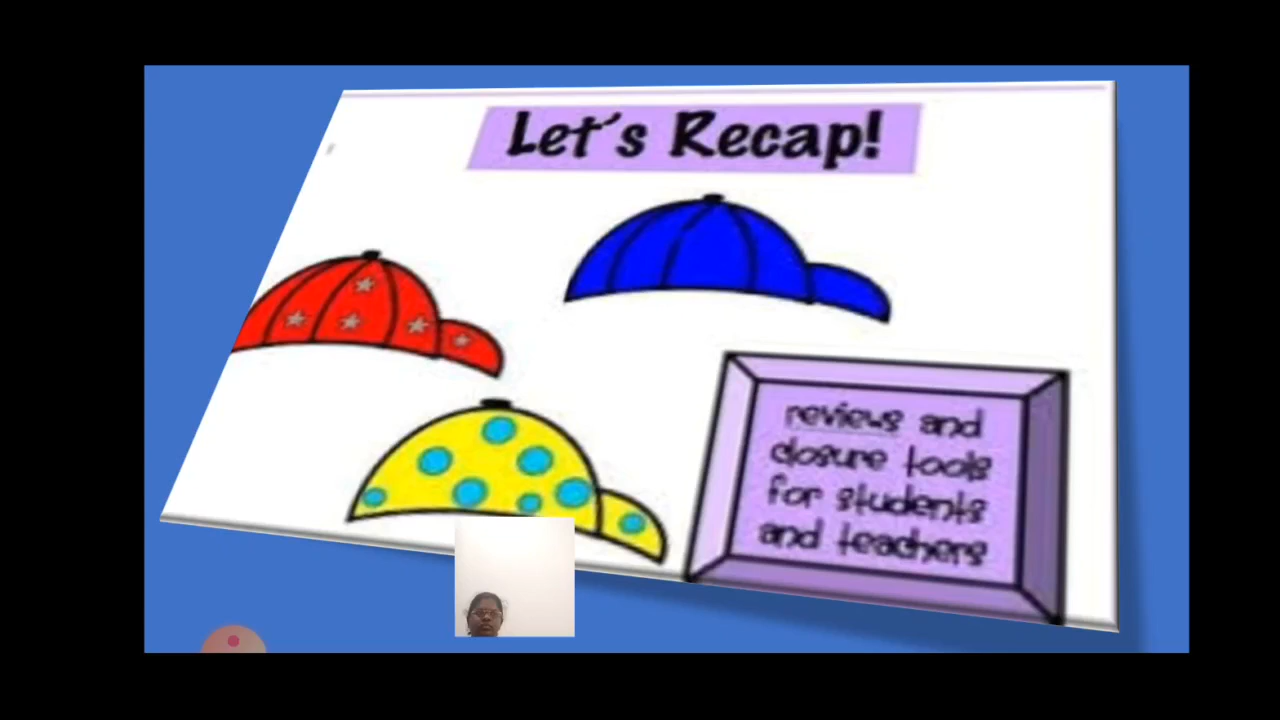 Let's Recap!
reviews and
closure tools
for students
and teachers